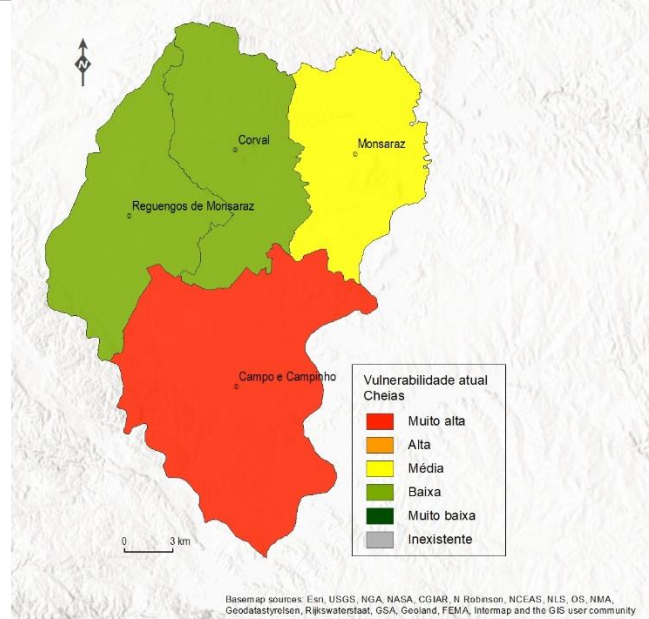 N
Corval
Monsaraz
Reguengos de Monsaraz
Campo e Campinho
Vulnerabilidade atual
Cheias
Muito alta
Alta
Média
Baixa
Muito baixa
Inexistente
0 3 km
Basemap sources: Esri, USGS, NGA, NASA, CGIAR, N Robinson, NCEAS, NLS, OS, NMA,
Geodatastyrelsen, Rijkswaterstaat, GSA, Geoland, FEMA, Intermap and the GIS user community